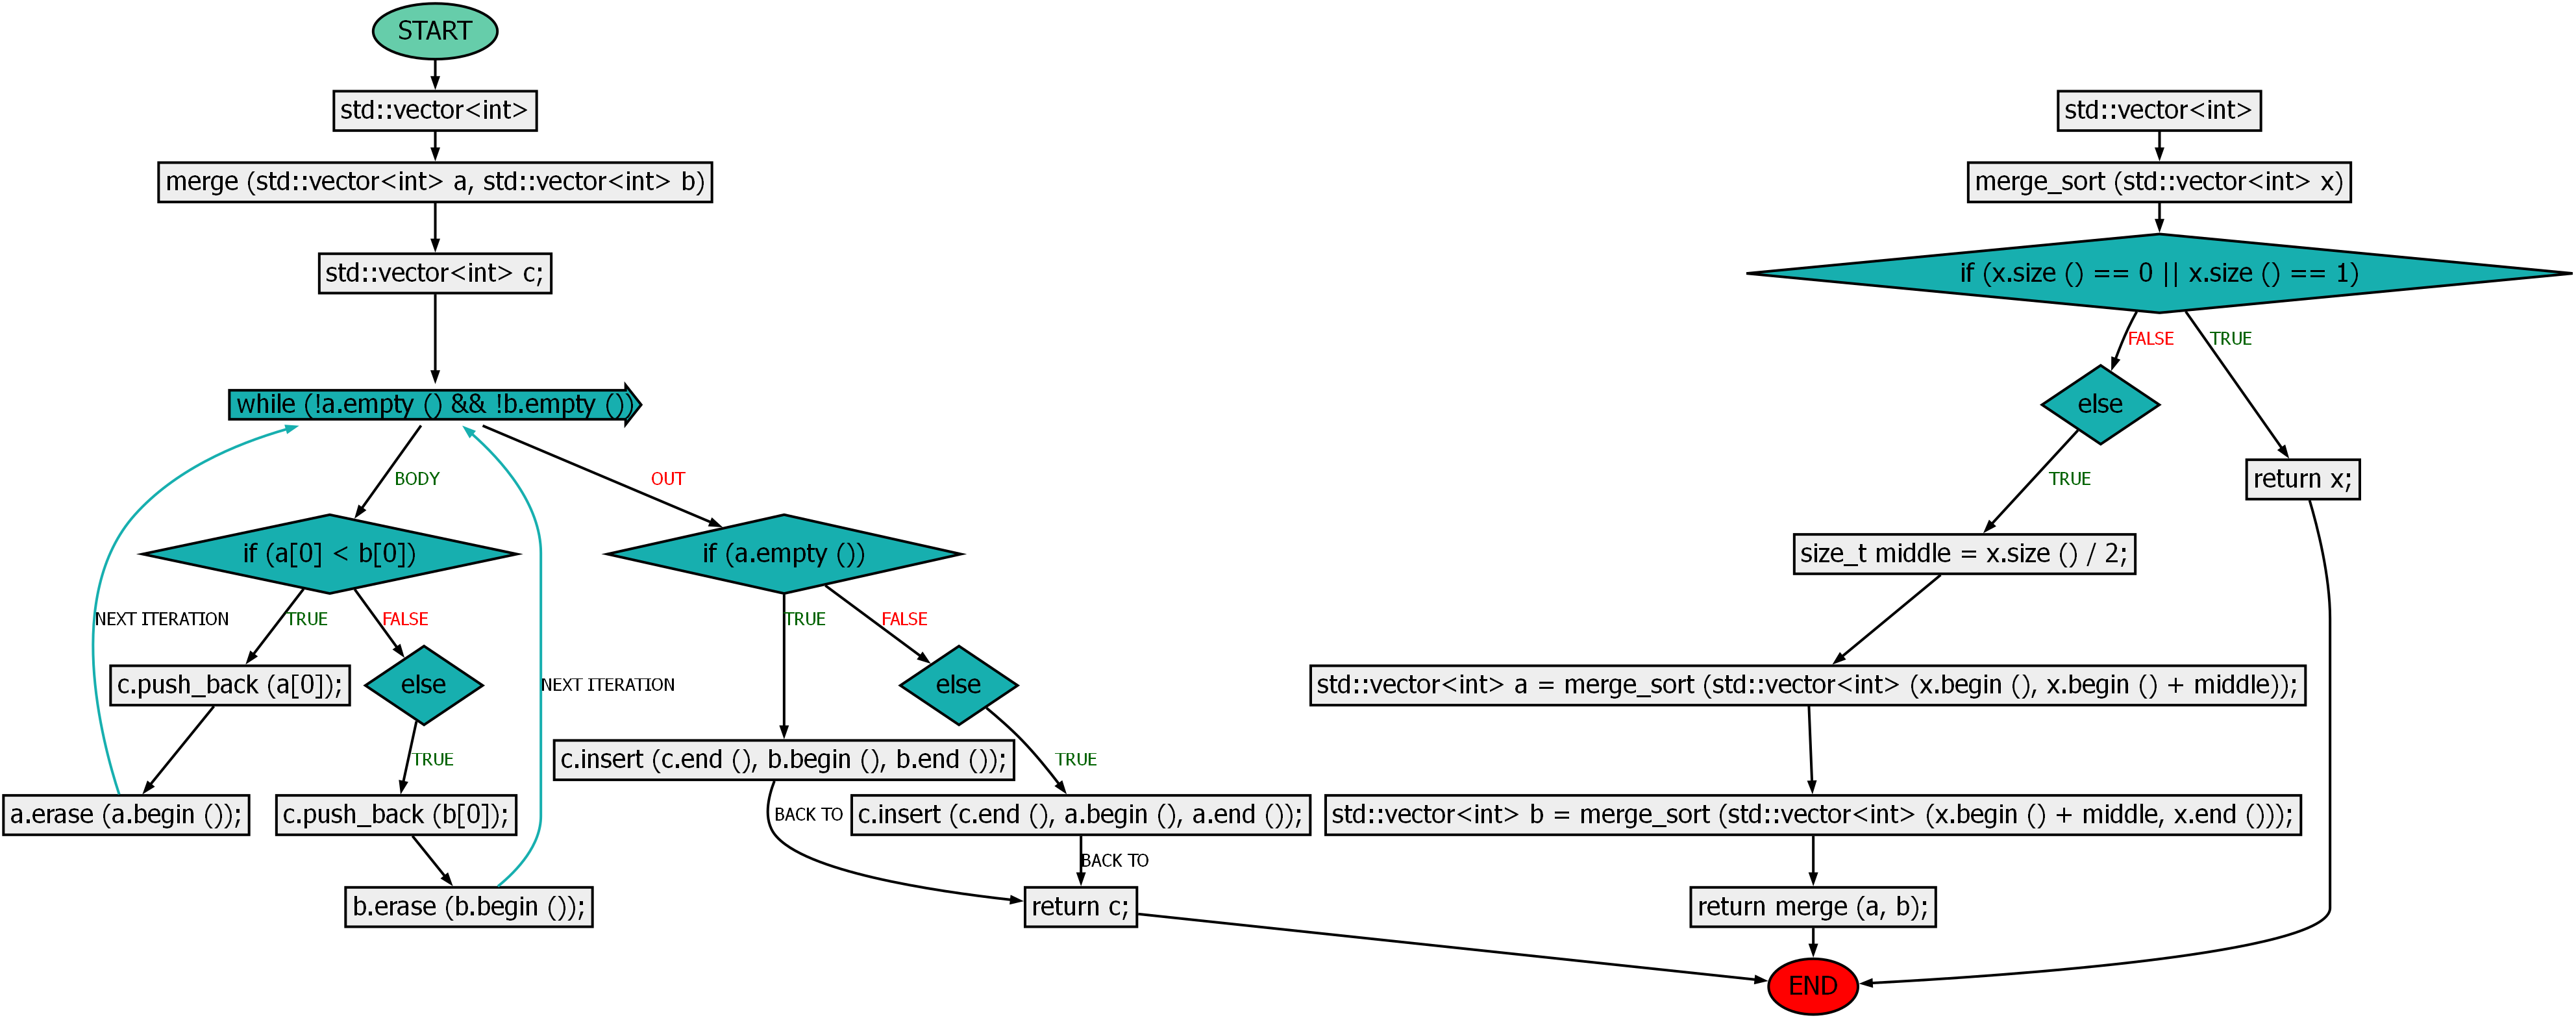 START
std::vector<int>
merge (std::vector<int> a, std::vector<int> b)
std::vector<int> c;
while (!a.empty () && !b.empty ())
BODY
OUT
if (a[0] < b[0])
if (a.empty ())
NEXT ITERATION
TRUE
FALSE
c.push_back (a[0]);
else
NEXT ITERATION
TRUE
a.erase (a.begin ());
c.push_back (b[0]);
b.erase (b.begin ());
TRUE
FALSE
else
c.insert (c.end (), b.begin (), b.end ());
TRUE
BACK TO
c.insert (c.end (), a.begin (), a.end ());
BACK TO
return c;
std::vector<int>
merge_sort (std::vector<int> x)
if (x.size () == 0 || x.size () == 1)
FALSE
TRUE
else
TRUE
return x;
size_t middle = x.size () / 2;
std::vector<int> a = merge_sort (std::vector<int> (x.begin (), x.begin () + middle));
std::vector<int> b = merge_sort (std::vector<int> (x.begin () + middle, x.end ()));
return merge (a, b);
END